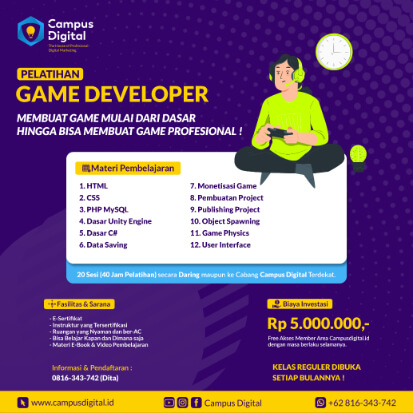 Campus
Digital
PELATIHAN
GAME DEVELOPER
MEMBUAT GAME MULAI DARI DASAR
HINGGA BISA MEMBUAT GAME PROFESIONAL !
Materi Pembelajaran
1. HTML
2. CSS
3. PHP MySQL
4. Dasar Unity Engine
5. Dasar C#
6. Data Saving
7. Monetisasi Game
8. Pembuatan Project
9. Publishing Project
10. Object Spawning
11. Game Physics
12. User Interface
20 Sesi (40 Jam Pelatihan) secara Daring maupun ke Cabang Campus Digital Terdekat.
Fasilitas & Sarana
- E-Sertifikat
- Instruktur yang Tersertifikasi
- Ruangan yang Nyaman dan ber-AC
- Bisa Belajar Kapan dan Dimana saja
- Materi E-Book & Video Pembelajaran
Informasi & Pendaftaran :
0816-343-742 (Dita)
Biaya Investasi
Rp 5.000.000,-
Free Akses Member Area Campusdigital.id
dengan masa berlaku selamanya.
KELAS REGULER DIBUKA
SETIAP BULANNYA !
www.campusdigital.id
Campus Digital
+62 816-343-742